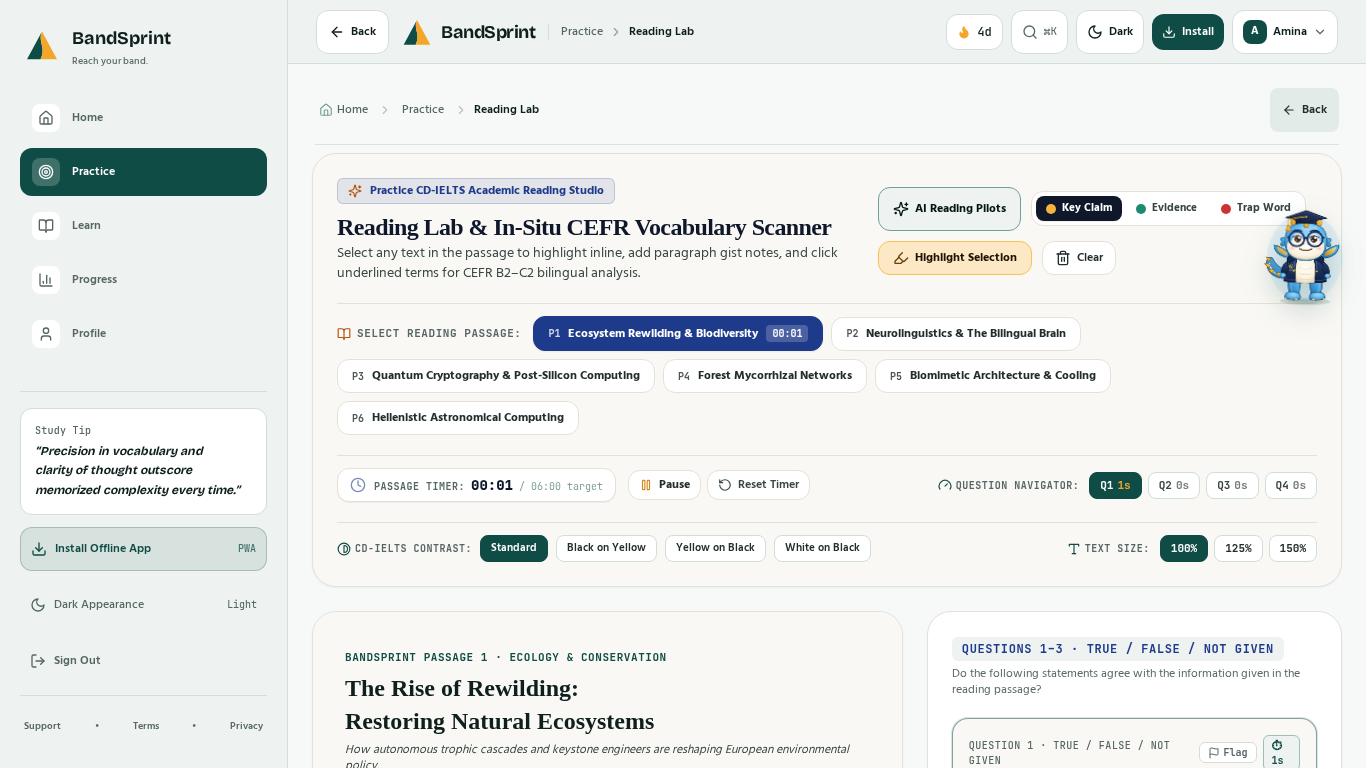 BandSprint
Reach your band.
Home
Practice
Learn
Progress
Profile
Study Tip
"Precision in vocabulary and
clarity of thought outscore
memorized complexity every time."
Install Offline App PWA
Dark Appearance Light
Sign Out
Support • Terms • Privacy
Back BandSprint Practice Reading Lab 4d ⌘K Dark Install A Amina
Home Practice Reading Lab Back
Practice CD-IELTS Academic Reading Studio
Reading Lab & In-Situ CEFR Vocabulary Scanner
Select any text in the passage to highlight inline, add paragraph gist notes, and click
underlined terms for CEFR B2–C2 bilingual analysis.
AI Reading Pilots Key Claim Evidence Trap Word
Highlight Selection Clear
SELECT READING PASSAGE: P1 Ecosystem Rewilding & Biodiversity 00:01 P2 Neurolinguistics & The Bilingual Brain
P3 Quantum Cryptography & Post-Silicon Computing P4 Forest Mycorrhizal Networks P5 Biomimetic Architecture & Cooling
P6 Hellenistic Astronomical Computing
PASSAGE TIMER: 00:01 / 06:00 target Pause Reset Timer QUESTION NAVIGATOR: Q1 1s Q2 0s Q3 0s Q4 0s
CD-IELTS CONTRAST: Standard Black on Yellow Yellow on Black White on Black TEXT SIZE: 100% 125% 150%
BANDSPRINT PASSAGE 1 · ECOLOGY & CONSERVATION
The Rise of Rewilding:
Restoring Natural Ecosystems
How autonomous trophic cascades and keystone engineers are reshaping European environmental
policy.
QUESTIONS 1–3 · TRUE / FALSE / NOT GIVEN
Do the following statements agree with the information given in the
reading passage?
QUESTION 1 · TRUE / FALSE / NOT
GIVEN
Flag
⏱
1s